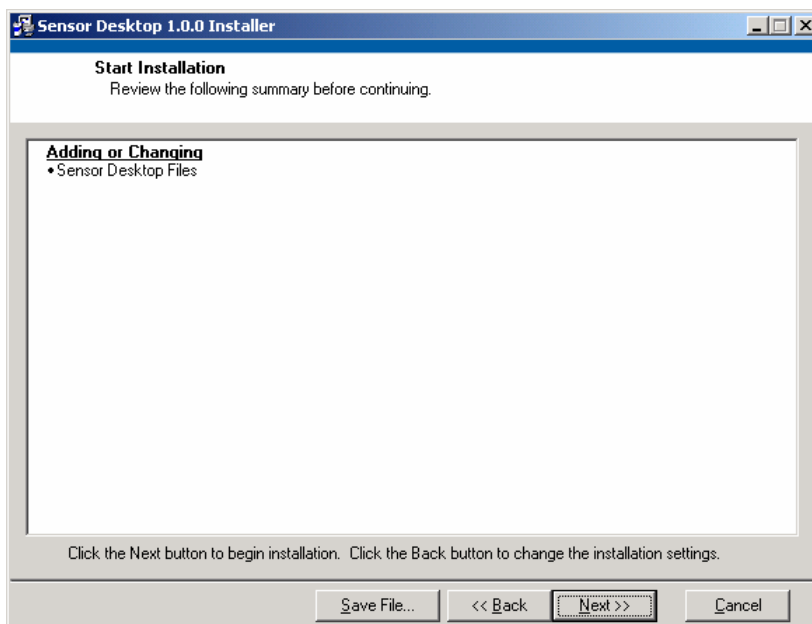 Sensor Desktop 1.0.0 Installer
Start Installation
Review the following summary before continuing.
Adding or Changing
• Sensor Desktop Files
Click the Next button to begin installation.  Click the Back button to change the installation settings.
Save File... << Back Next >> Cancel